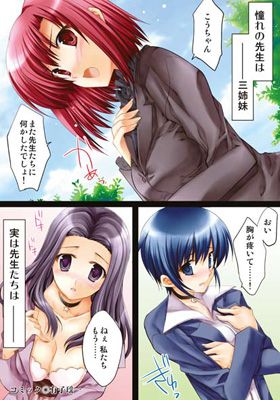 憧れの先生は
三姉妹
こうちゃん
また先生たちに
何かしたでしょ!
おい
胸が疼いて……!
ねぇ 私たち
もう……
実は先生たちは